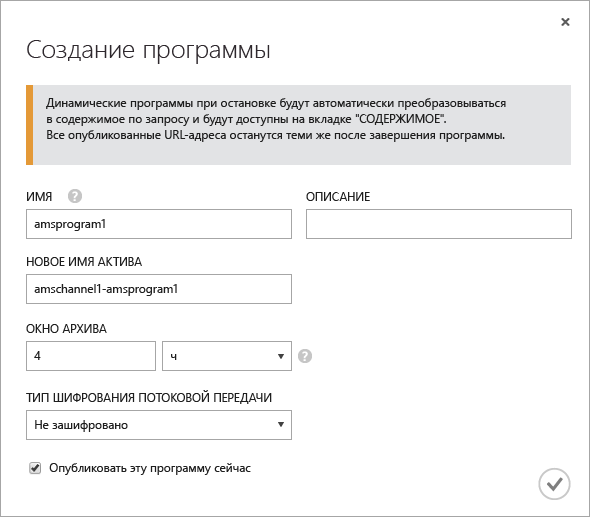 Создание программы
Динамические программы при остановке будут автоматически преобразовываться
в содержимое по запросу и будут доступны на вкладке "СОДЕРЖИМОЕ".
Все опубликованные URL-адреса останутся теми же после завершения программы.
ИМЯ ? ОПИСАНИЕ
amsprogram1
НОВОЕ ИМЯ АКТИВА
amschannel1-amsprogram1
ОКНО АРХИВА
4 ч ?
ТИП ШИФРОВАНИЯ ПОТОКОВОЙ ПЕРЕДАЧИ
Не зашифровано
Опубликовать эту программу сейчас